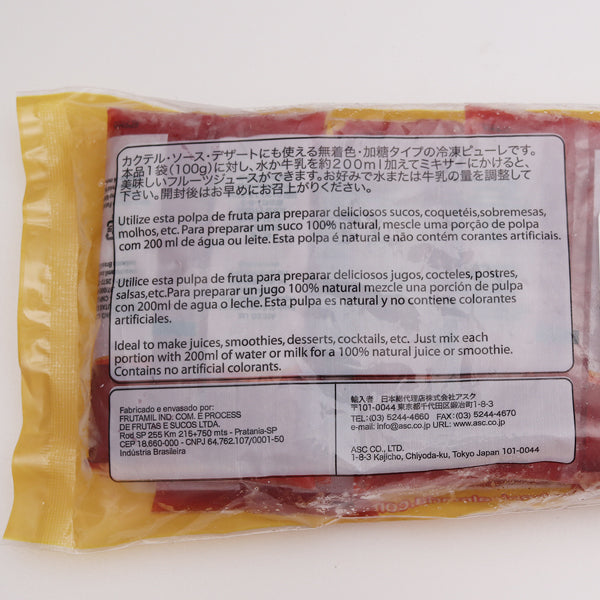 カクテル・ソース・デザートにも使える無着色・加糖タイプの冷凍ピューレです。
本品1袋(100g)に対し、水か牛乳を約200ml加えてミキサーにかけると、
美味しいフルーツジュースができます。お好みで水または牛乳の量を調整して
下さい。開封後はお早めにお召上がりください。
Utilize esta polpa de fruta para preparar deliciosos sucos, coquetéis,sobremesas,
molhos, etc. Para preparar um suco 100% natural, mescle uma porção de polpa
com 200 ml de água ou leite. Esta polpa é natural e não contém corantes artificiais.
Utilize esta pulpa de fruta para preparar deliciosos jugos, cocteles, postres,
salsas,etc.Para preparar un jugo 100% natural mezcle una porción de pulpa
con 200ml de agua o leche. Esta pulpa es natural y no contiene colorantes
artificiales.
Ideal to make juices, smoothies, desserts, cocktails, etc. Just mix each
portion with 200ml of water or milk for a 100% natural juice or smoothie.
Contains no artificial colorants.
Fabricado e envasado por:
FRUTAMIL IND: COM. E PROCESS
DE FRUTAS E SUCOS LTDA.
Rod SP 255 Km 215+750 mts - Pratania-SP
CEP 18.660-000 - CNPJ 64.762.107/0001-50
Indústria Brasileira
輸入者 日本総代理店株式会社アスク
〒101-0044 東京都千代田区鍛冶町1-8-3
TEL:(03) 5244-4660 FAX: (03) 5244-4670
e-mail: info@asc.co.jp URL: www.asc.co.jp
ASC CO., LTD.
1-8-3 Kajicho, Chiyoda-ku, Tokyo Japan 101-0044